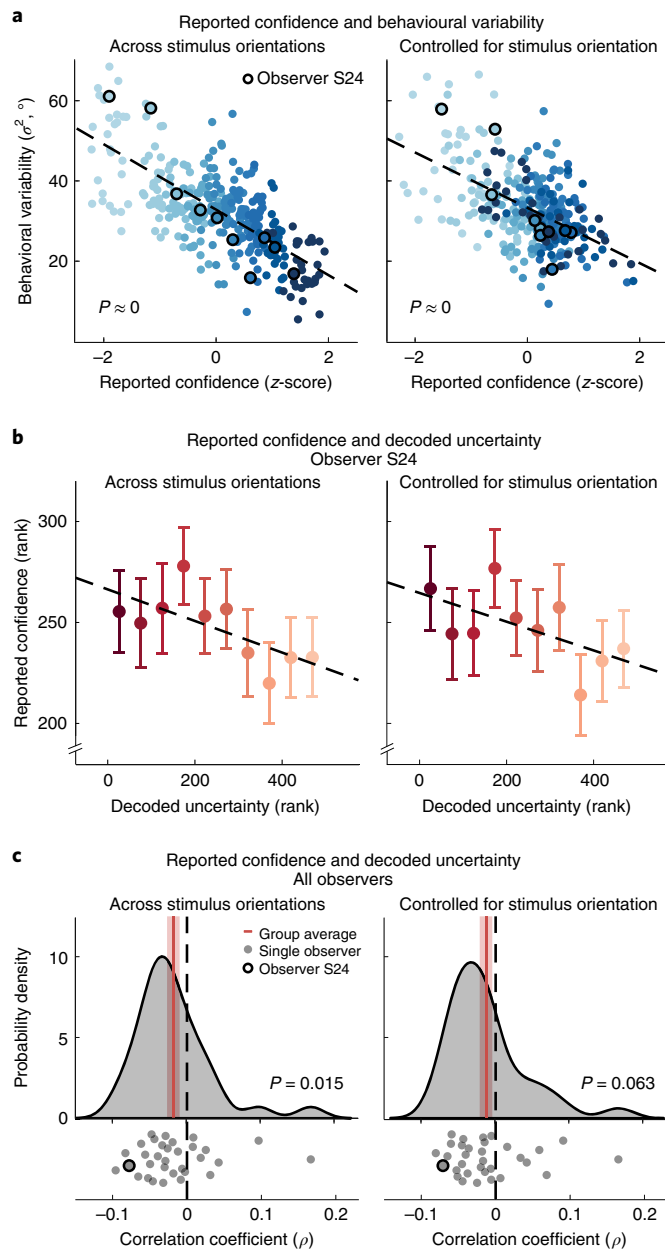 a
Reported confidence and behavioural variability
Across stimulus orientations
Controlled for stimulus orientation
Observer S24
Behavioral variability (σ², °)
60
40
20
P ≈ 0
P ≈ 0
−2
0
2
−2
0
2
Reported confidence (z-score)
Reported confidence (z-score)
b
Reported confidence and decoded uncertainty
Observer S24
Across stimulus orientations
Controlled for stimulus orientation
Reported confidence (rank)
300
250
200
0
200
400
0
200
400
Decoded uncertainty (rank)
Decoded uncertainty (rank)
c
Reported confidence and decoded uncertainty
All observers
Across stimulus orientations
Controlled for stimulus orientation
Group average
Single observer
Observer S24
Probability density
10
5
0
P = 0.015
P = 0.063
−0.1
0
0.1
0.2
−0.1
0
0.1
0.2
Correlation coefficient (ρ)
Correlation coefficient (ρ)